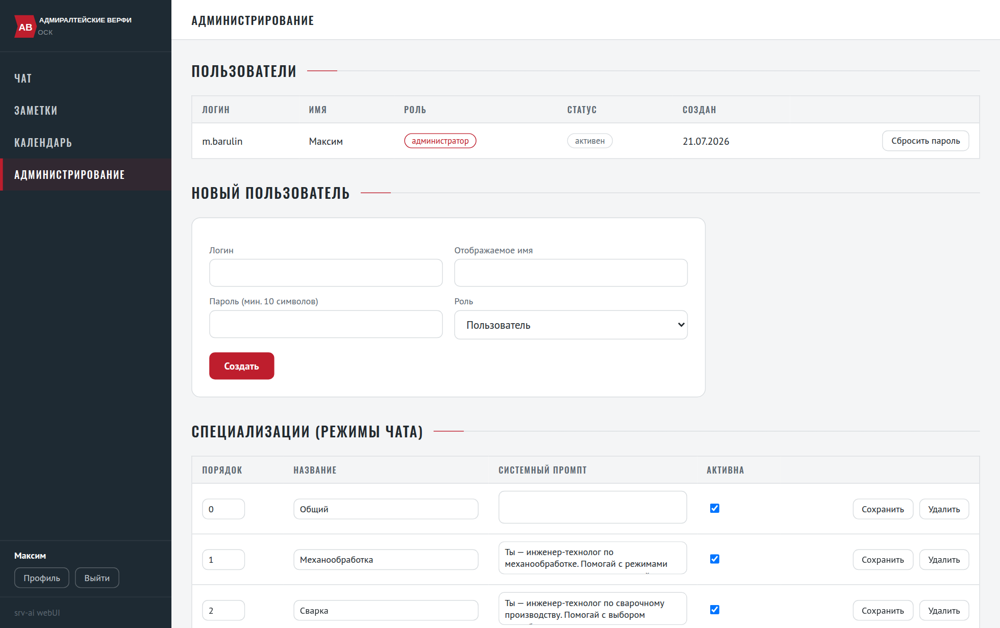 АВ
АДМИРАЛТЕЙСКИЕ ВЕРФИ
ОСК
ЧАТ
ЗАМЕТКИ
КАЛЕНДАРЬ
АДМИНИСТРИРОВАНИЕ
Максим
Профиль
Выйти
srv-ai webUI
АДМИНИСТРИРОВАНИЕ
ПОЛЬЗОВАТЕЛИ
ЛОГИН ИМЯ РОЛЬ СТАТУС СОЗДАН
m.barulin Максим администратор активен 21.07.2026 Сбросить пароль
НОВЫЙ ПОЛЬЗОВАТЕЛЬ
Логин Отображаемое имя
Пароль (мин. 10 символов) Роль
Пользователь
Создать
СПЕЦИАЛИЗАЦИИ (РЕЖИМЫ ЧАТА)
ПОРЯДОК НАЗВАНИЕ СИСТЕМНЫЙ ПРОМПТ АКТИВНА
0 Общий Сохранить Удалить
1 Механообработка Ты — инженер-технолог по
механообработке. Помогай с режимами
Сохранить Удалить
2 Сварка Ты — инженер-технолог по сварочному
производству. Помогай с выбором
Сохранить Удалить